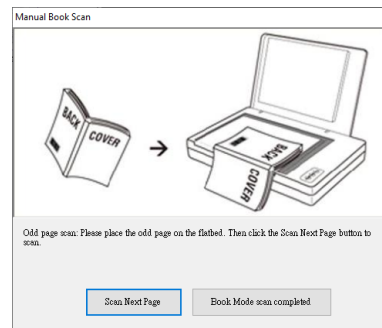 Manual Book Scan
BACK
COVER
BACK
COVER
Odd page scan: Please place the odd page on the flatbed. Then click the Scan Next Page button to
scan.
Scan Next Page
Book Mode scan completed